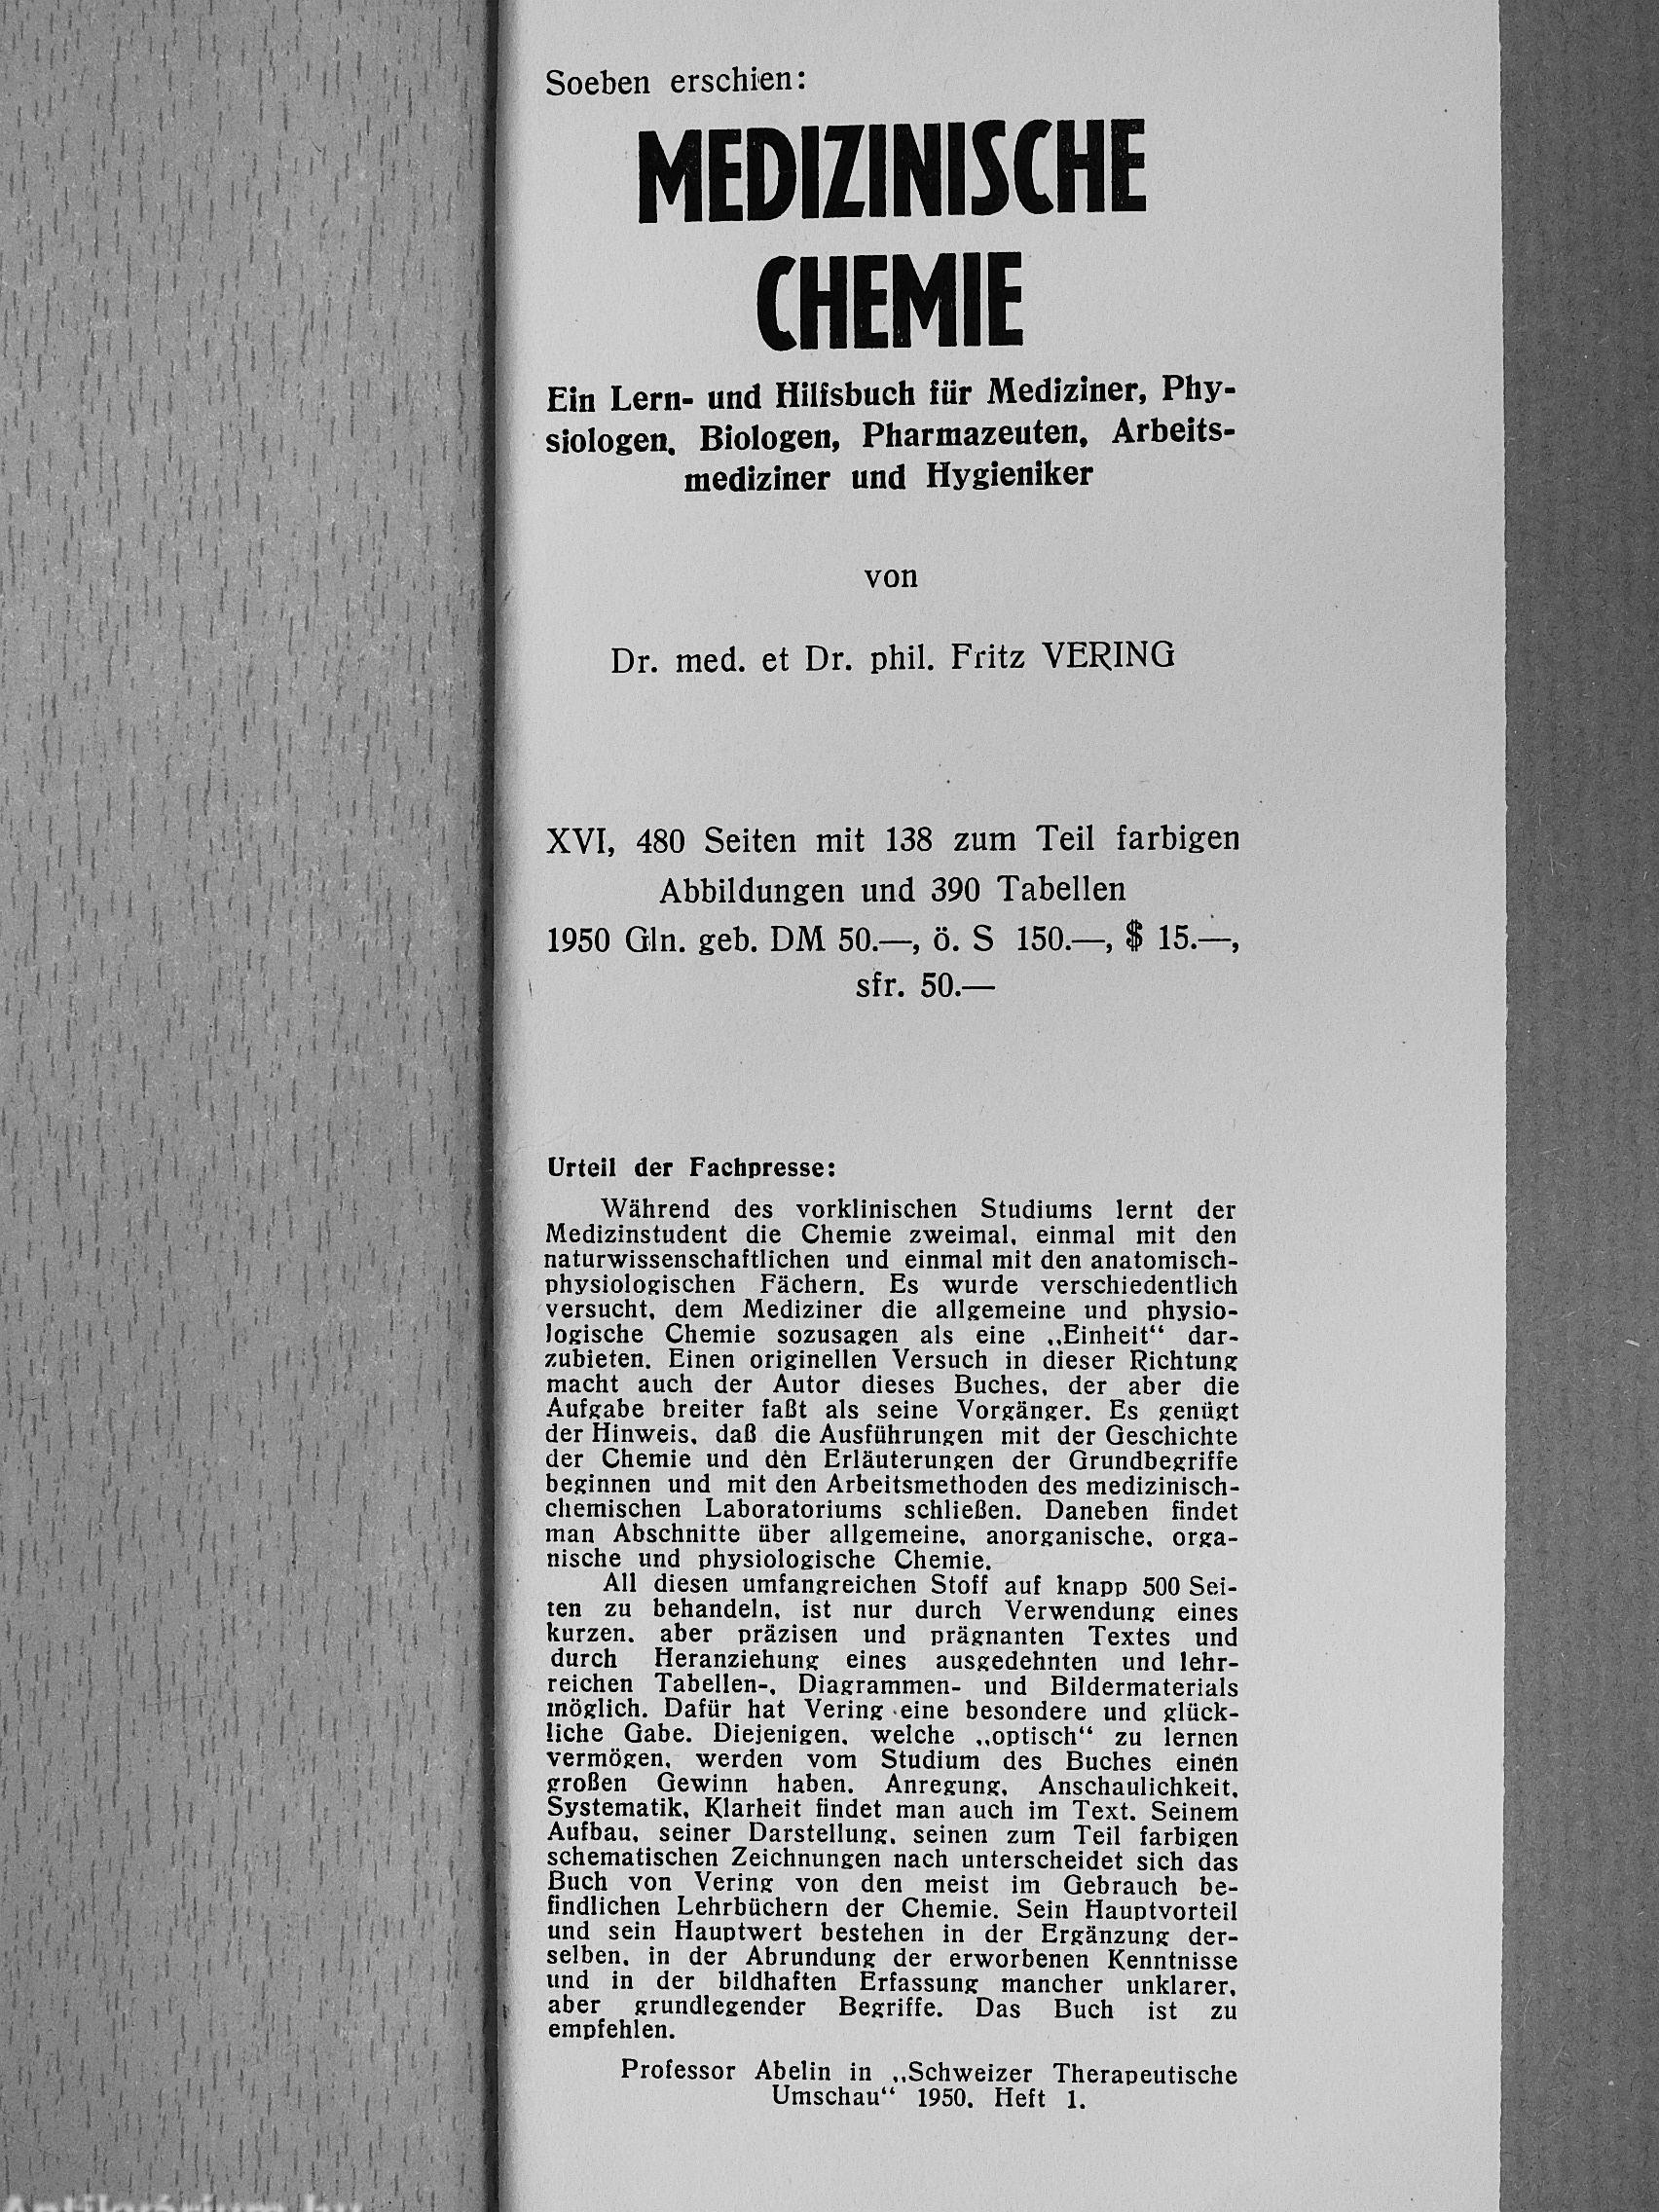 Soeben erschien:
MEDIZINISCHE
CHEMIE
Ein Lern- und Hilfsbuch für Mediziner, Phy-
siologen, Biologen, Pharmazeuten, Arbeits-
mediziner und Hygieniker
von
Dr. med. et Dr. phil. Fritz VERING
XVI, 480 Seiten mit 138 zum Teil farbigen
Abbildungen und 390 Tabellen
1950 Gln. geb. DM 50.—, ö. S 150.—, $ 15.—,
sfr. 50.—
Urteil der Fachpresse:
Während des vorklinischen Studiums lernt der
Medizinstudent die Chemie zweimal, einmal mit den
naturwissenschaftlichen und einmal mit den anatomisch-
physiologischen Fächern. Es wurde verschiedentlich
versucht, dem Mediziner die allgemeine und physio-
logische Chemie sozusagen als eine „Einheit“ dar-
zubieten. Einen originellen Versuch in dieser Richtung
macht auch der Autor dieses Buches, der aber die
Aufgabe breiter faßt als seine Vorgänger. Es genügt
der Hinweis, daß die Ausführungen mit der Geschichte
der Chemie und den Erläuterungen der Grundbegriffe
beginnen und mit den Arbeitsmethoden des medizinisch-
chemischen Laboratoriums schließen. Daneben findet
man Abschnitte über allgemeine, anorganische, orga-
nische und physiologische Chemie.
All diesen umfangreichen Stoff auf knapp 500 Sei-
ten zu behandeln, ist nur durch Verwendung eines
kurzen, aber präzisen und prägnanten Textes und
durch Heranziehung eines ausgedehnten und lehr-
reichen Tabellen-, Diagrammen- und Bildermaterials
möglich. Dafür hat Vering eine besondere und glück-
liche Gabe. Diejenigen, welche „optisch“ zu lernen
vermögen, werden vom Studium des Buches einen
großen Gewinn haben. Anregung, Anschaulichkeit,
Systematik, Klarheit findet man auch im Text. Seinem
Aufbau, seiner Darstellung, seinen zum Teil farbigen
schematischen Zeichnungen nach unterscheidet sich das
Buch von Vering von den meist im Gebrauch be-
findlichen Lehrbüchern der Chemie. Sein Hauptvorteil
und sein Hauptwert bestehen in der Ergänzung der-
selben, in der Abrundung der erworbenen Kenntnisse
und in der bildhaften Erfassung mancher unklarer,
aber grundlegender Begriffe. Das Buch ist zu
empfehlen.
Professor Abelin in „Schweizer Therapeutische
Umschau“ 1950, Heft 1.